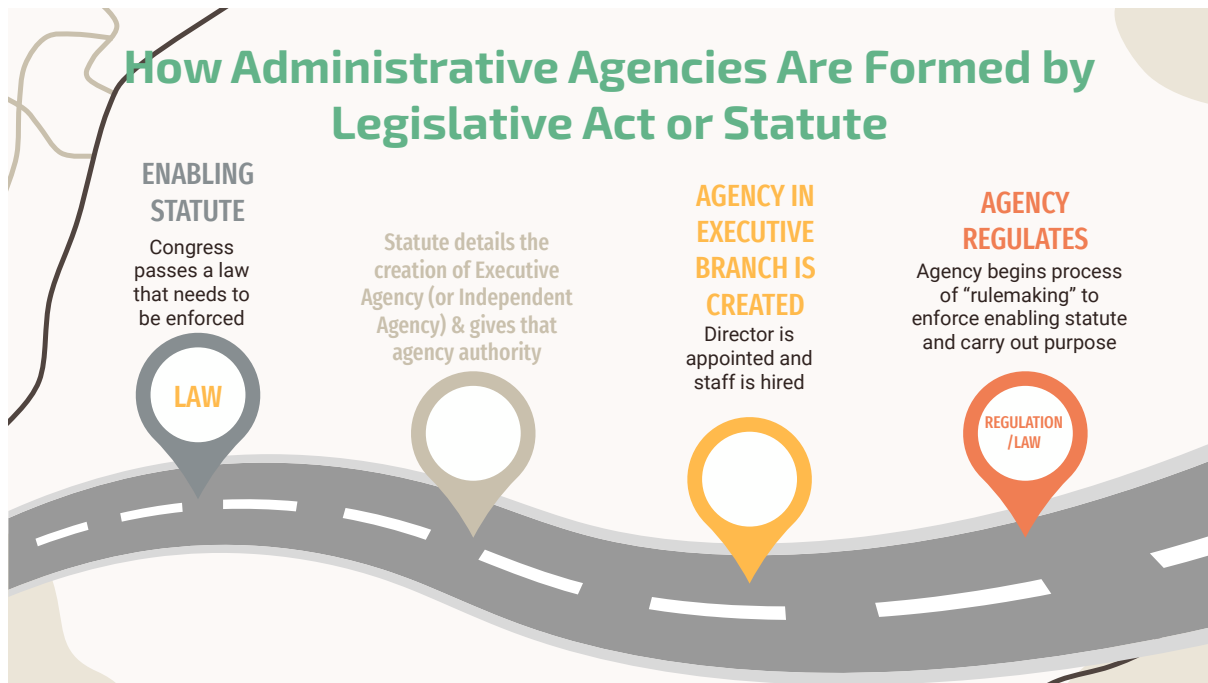 How Administrative Agencies Are Formed by
Legislative Act or Statute
ENABLING
STATUTE
Congress
passes a law
that needs to
be enforced
LAW
Statute details the
creation of Executive
Agency (or Independent
Agency) & gives that
agency authority
AGENCY IN
EXECUTIVE
BRANCH IS
CREATED
Director is
appointed and
staff is hired
AGENCY
REGULATES
Agency begins process
of “rulemaking” to
enforce enabling statute
and carry out purpose
REGULATION
/LAW